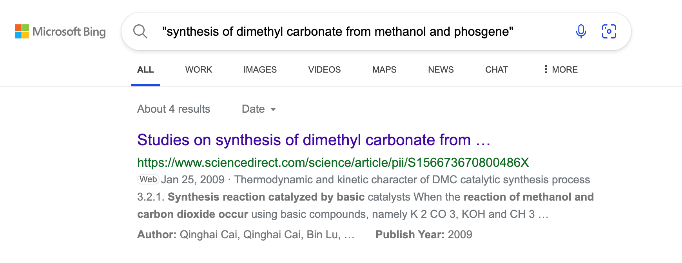 Microsoft Bing
"synthesis of dimethyl carbonate from methanol and phosgene"
ALL WORK IMAGES VIDEOS MAPS NEWS CHAT MORE
About 4 results Date
Studies on synthesis of dimethyl carbonate from …
https://www.sciencedirect.com/science/article/pii/S156673670800486X
Web Jan 25, 2009 · Thermodynamic and kinetic character of DMC catalytic synthesis process
3.2.1. Synthesis reaction catalyzed by basic catalysts When the reaction of methanol and
carbon dioxide occur using basic compounds, namely K 2 CO 3, KOH and CH 3 …
Author: Qinghai Cai, Qinghai Cai, Bin Lu, … Publish Year: 2009